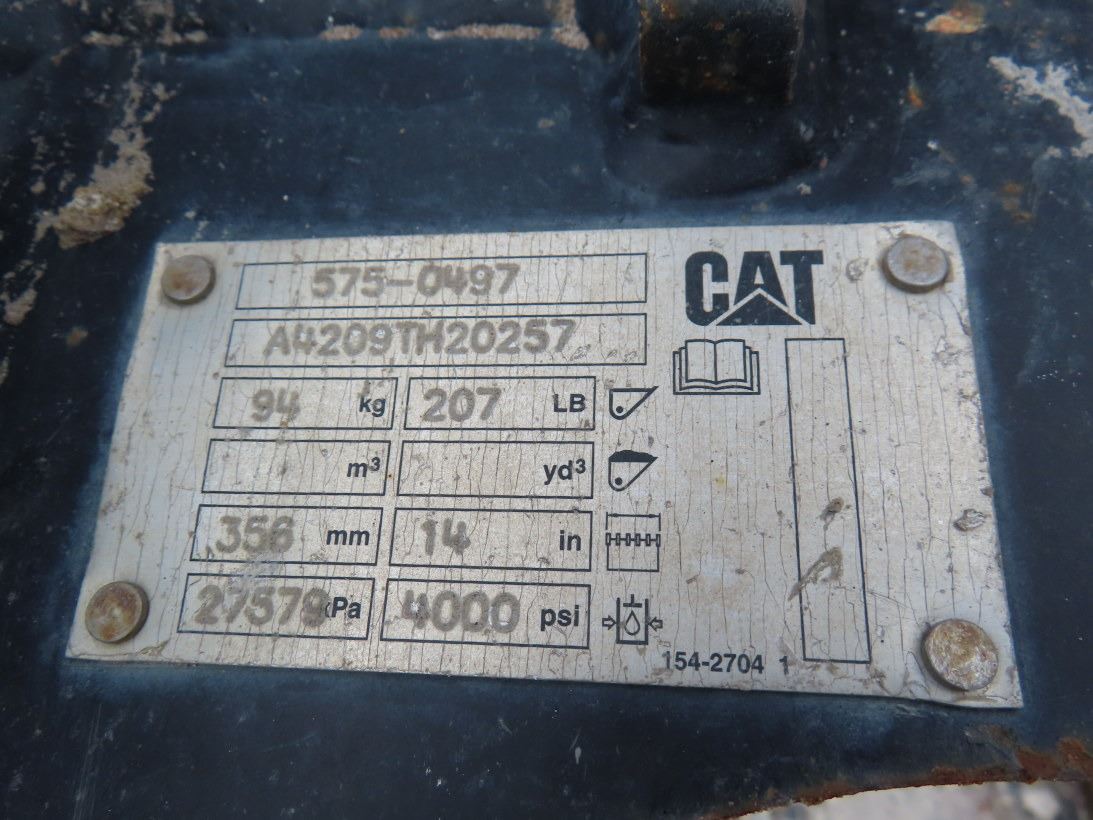 575-0497
CAT
A4209TH20257
94 kg 207 LB
m³ yd³
356 mm 14 in
27579 kPa 4000 psi
154-2704 1